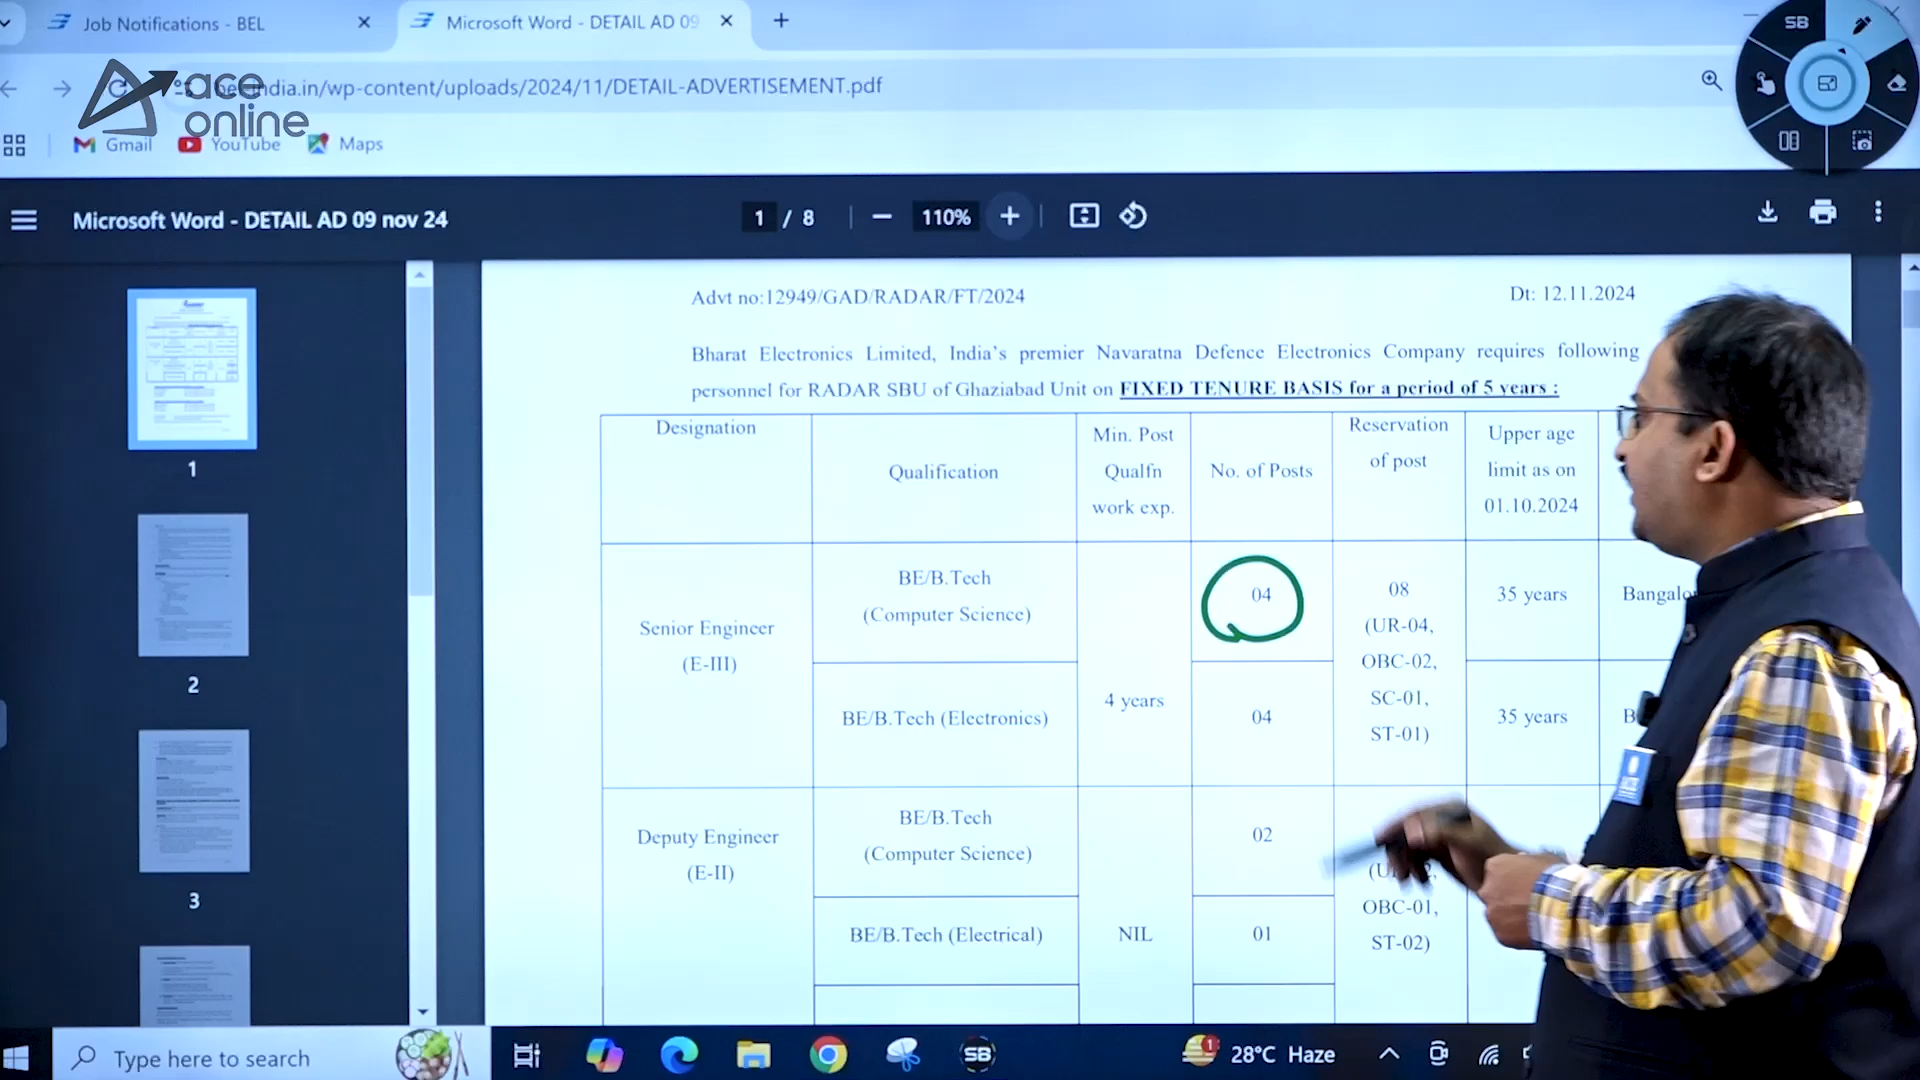 Job Notifications - BEL
Microsoft Word - DETAIL AD 09
SB
ace
online
india.in/wp-content/uploads/2024/11/DETAIL-ADVERTISEMENT.pdf
Gmail
YouTube
Maps
Microsoft Word - DETAIL AD 09 nov 24
1 / 8
110%
1
2
3
Advt no:12949/GAD/RADAR/FT/2024
Dt: 12.11.2024
Bharat Electronics Limited, India's premier Navaratna Defence Electronics Company requires following
personnel for RADAR SBU of Ghaziabad Unit on FIXED TENURE BASIS for a period of 5 years :
Designation
Qualification
Min. Post
Qualfn
work exp.
No. of Posts
Reservation
of post
Upper age
limit as on
01.10.2024
Senior Engineer
(E-III)
BE/B.Tech
(Computer Science)
4 years
04
08
(UR-04,
OBC-02,
SC-01,
ST-01)
35 years
BE/B.Tech (Electronics)
04
35 years
Deputy Engineer
(E-II)
BE/B.Tech
(Computer Science)
NIL
02
OBC-01,
ST-02)
BE/B.Tech (Electrical)
01
Type here to search
SB
1
28°C Haze